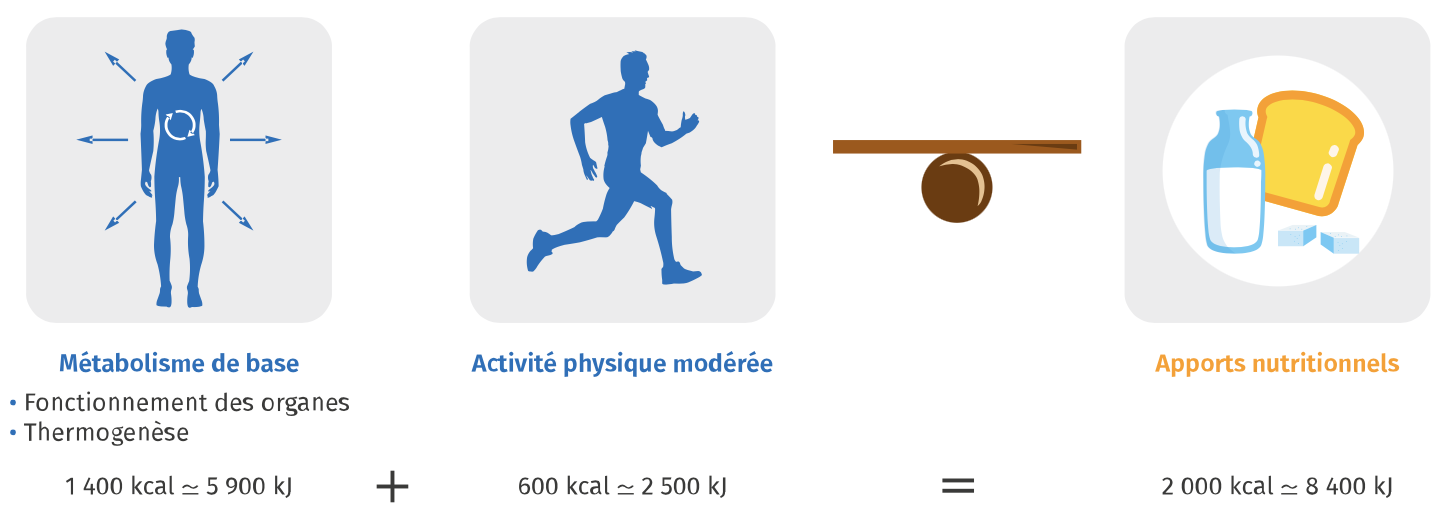 Métabolisme de base
• Fonctionnement des organes
• Thermogenèse
1 400 kcal ≃ 5 900 kJ
+
Activité physique modérée
600 kcal ≃ 2 500 kJ
=
Apports nutritionnels
2 000 kcal ≃ 8 400 kJ